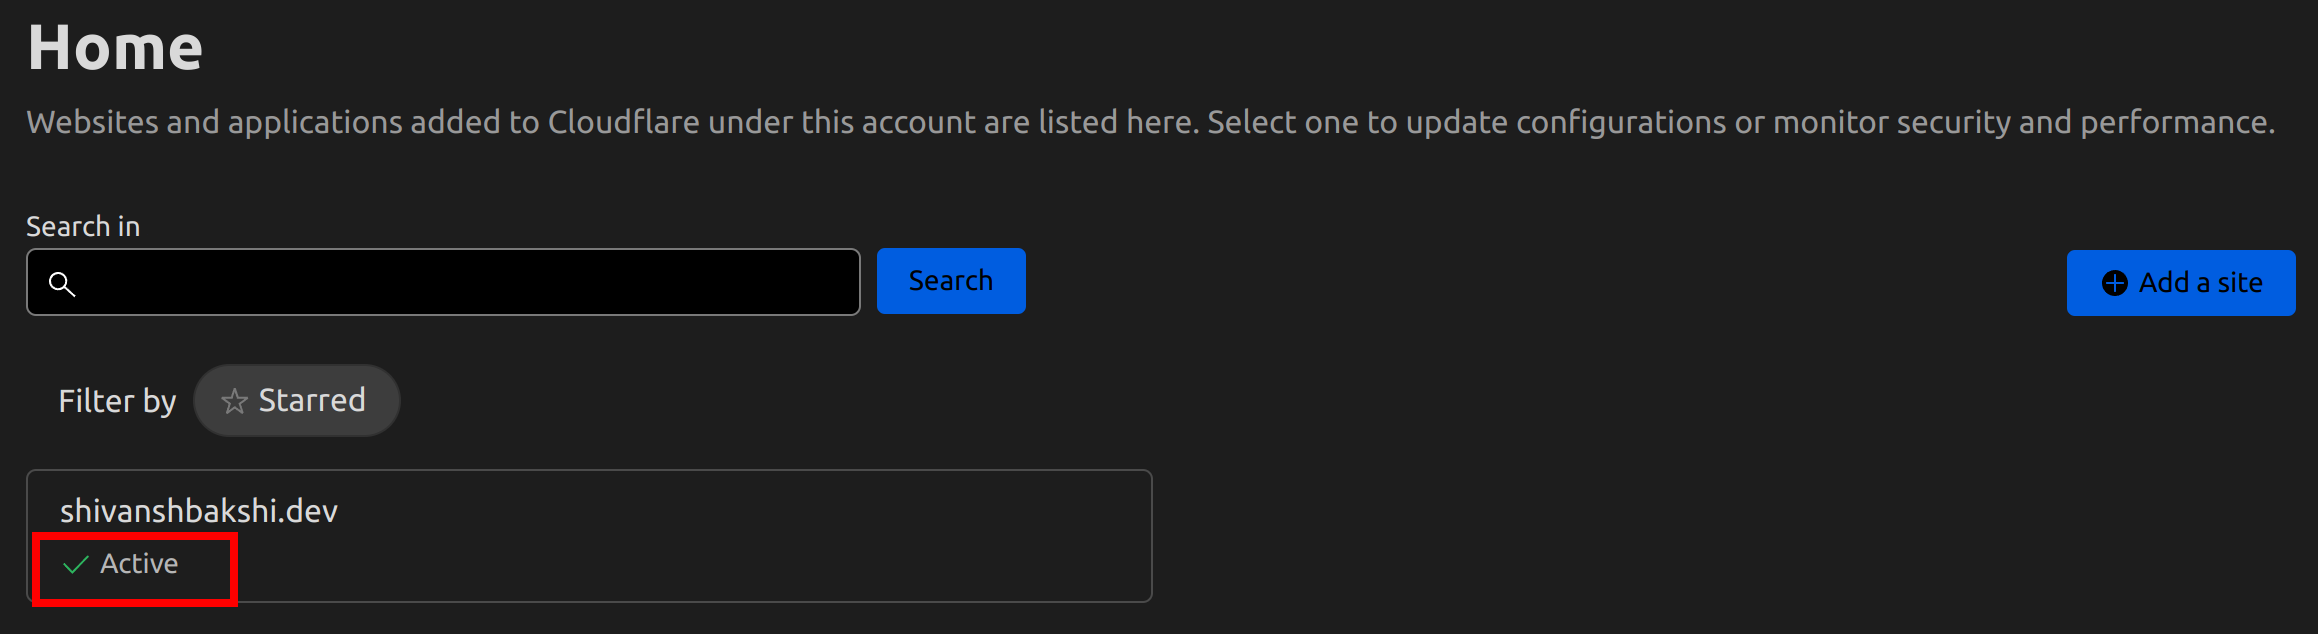 Home
Websites and applications added to Cloudflare under this account are listed here. Select one to update configurations or monitor security and performance.
Search in
Search
Add a site
Filter by
Starred
shivanshbakshi.dev
Active